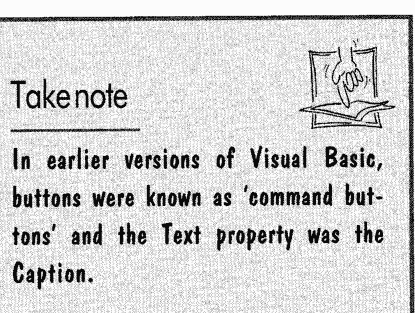 Take note
In earlier versions of Visual Basic,
buttons were known as 'command but-
tons' and the Text property was the
Caption.